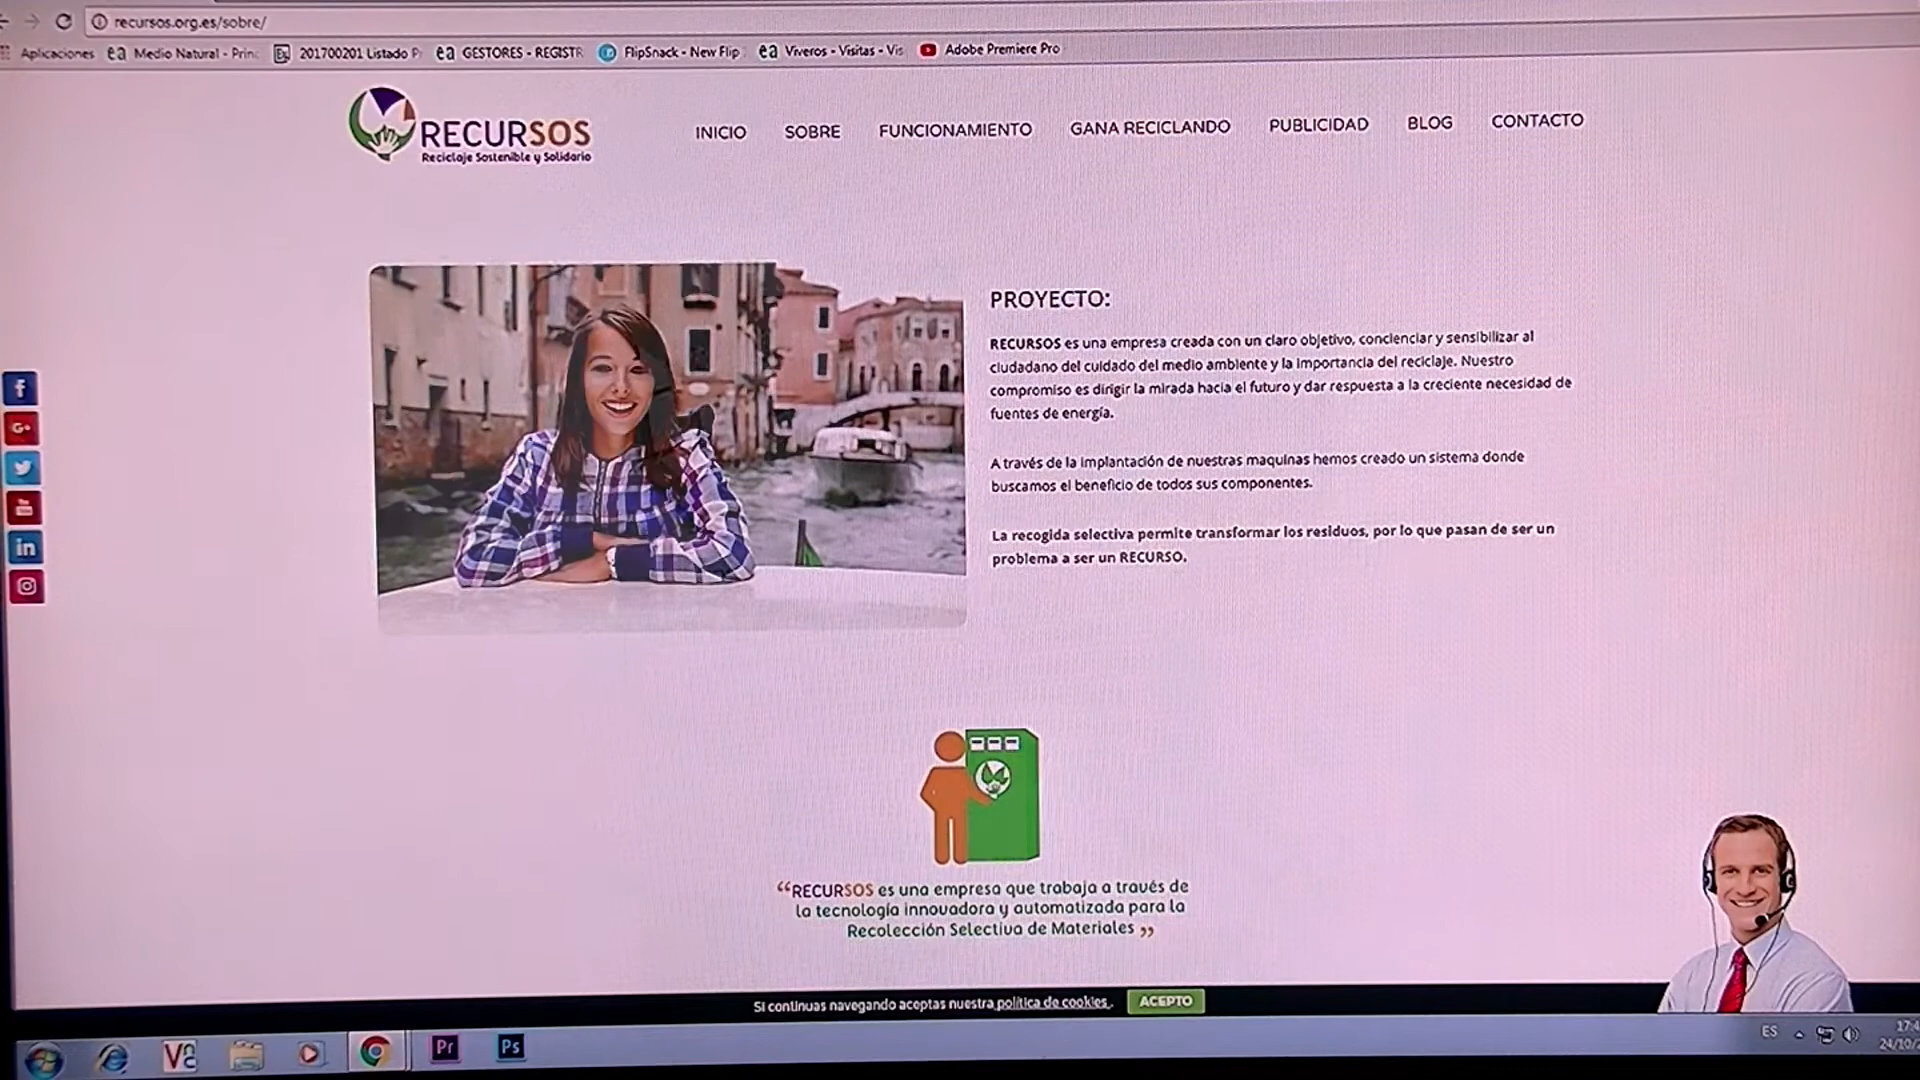 recursos.org.es/sobre/
Aplicaciones Medio Natural - Princ 201700201 Listado P GESTORES - REGISTR FlipSnack - New Flip Viveros - Visitas - Vis Adobe Premiere Pro
RECURSOS
Reciclaje Sostenible y Solidario
INICIO SOBRE FUNCIONAMIENTO GANA RECICLANDO PUBLICIDAD BLOG CONTACTO
PROYECTO:
RECURSOS es una empresa creada con un claro objetivo, concienciar y sensibilizar al
ciudadano del cuidado del medio ambiente y la importancia del reciclaje. Nuestro
compromiso es dirigir la mirada hacia el futuro y dar respuesta a la creciente necesidad de
fuentes de energía.
A través de la implantación de nuestras maquinas hemos creado un sistema donde
buscamos el beneficio de todos sus componentes.
La recogida selectiva permite transformar los residuos, por lo que pasan de ser un
problema a ser un RECURSO.
“RECURSOS es una empresa que trabaja a través de
la tecnología innovadora y automatizada para la
Recolección Selectiva de Materiales ”
Si continuas navegando aceptas nuestra política de cookies. ACEPTO
Pr Ps
ES 17:4
24/10/2